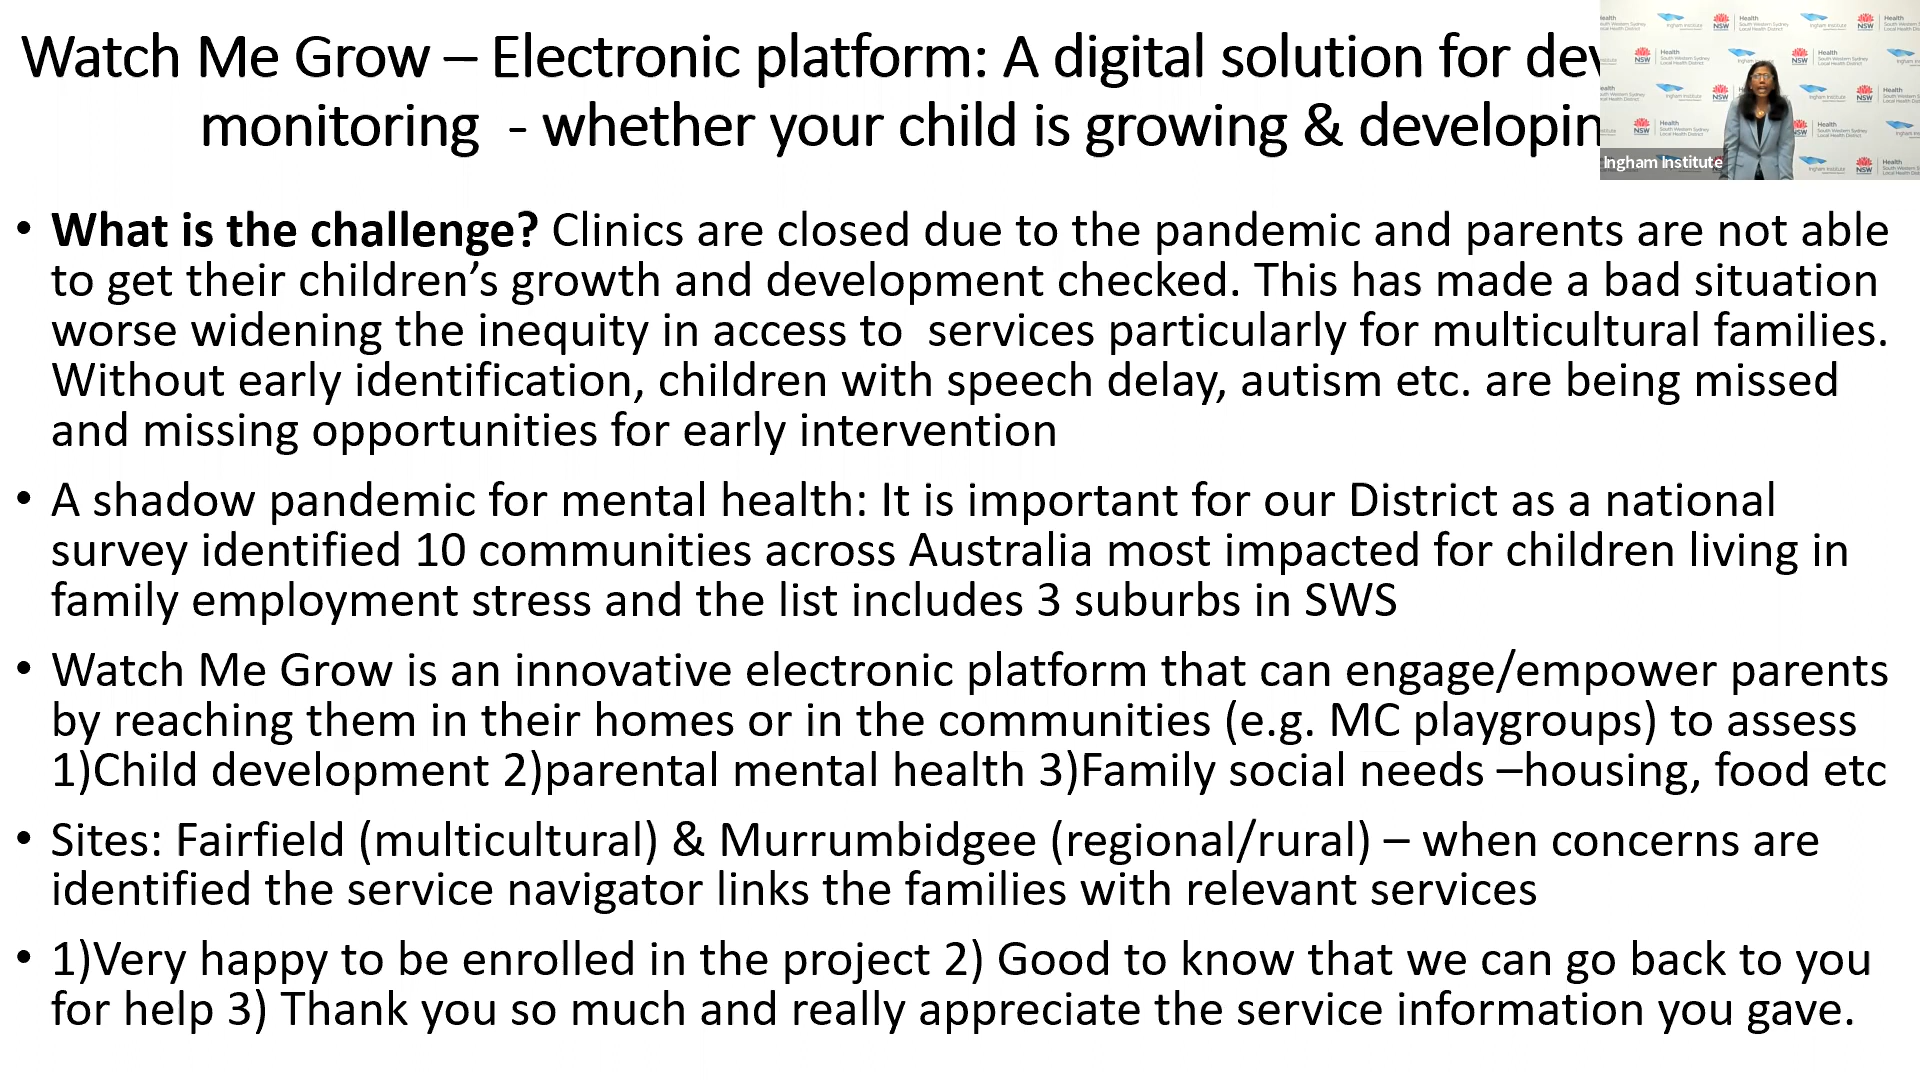 Watch Me Grow – Electronic platform: A digital solution for dev
monitoring  - whether your child is growing & developin
Ingham Institute
• What is the challenge? Clinics are closed due to the pandemic and parents are not able
to get their children’s growth and development checked. This has made a bad situation
worse widening the inequity in access to  services particularly for multicultural families.
Without early identification, children with speech delay, autism etc. are being missed
and missing opportunities for early intervention
• A shadow pandemic for mental health: It is important for our District as a national
survey identified 10 communities across Australia most impacted for children living in
family employment stress and the list includes 3 suburbs in SWS
• Watch Me Grow is an innovative electronic platform that can engage/empower parents
by reaching them in their homes or in the communities (e.g. MC playgroups) to assess
1)Child development 2)parental mental health 3)Family social needs –housing, food etc
• Sites: Fairfield (multicultural) & Murrumbidgee (regional/rural) – when concerns are
identified the service navigator links the families with relevant services
• 1)Very happy to be enrolled in the project 2) Good to know that we can go back to you
for help 3) Thank you so much and really appreciate the service information you gave.